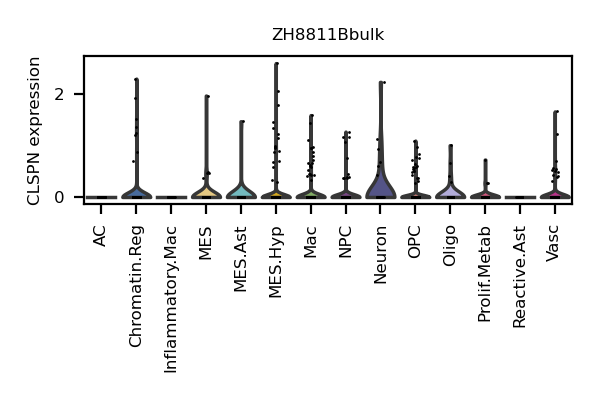 ZH8811Bbulk
CLSPN expression
2
0
AC
Chromatin.Reg
Inflammatory.Mac
MES
MES.Ast
MES.Hyp
Mac
NPC
Neuron
OPC
Oligo
Prolif.Metab
Reactive.Ast
Vasc